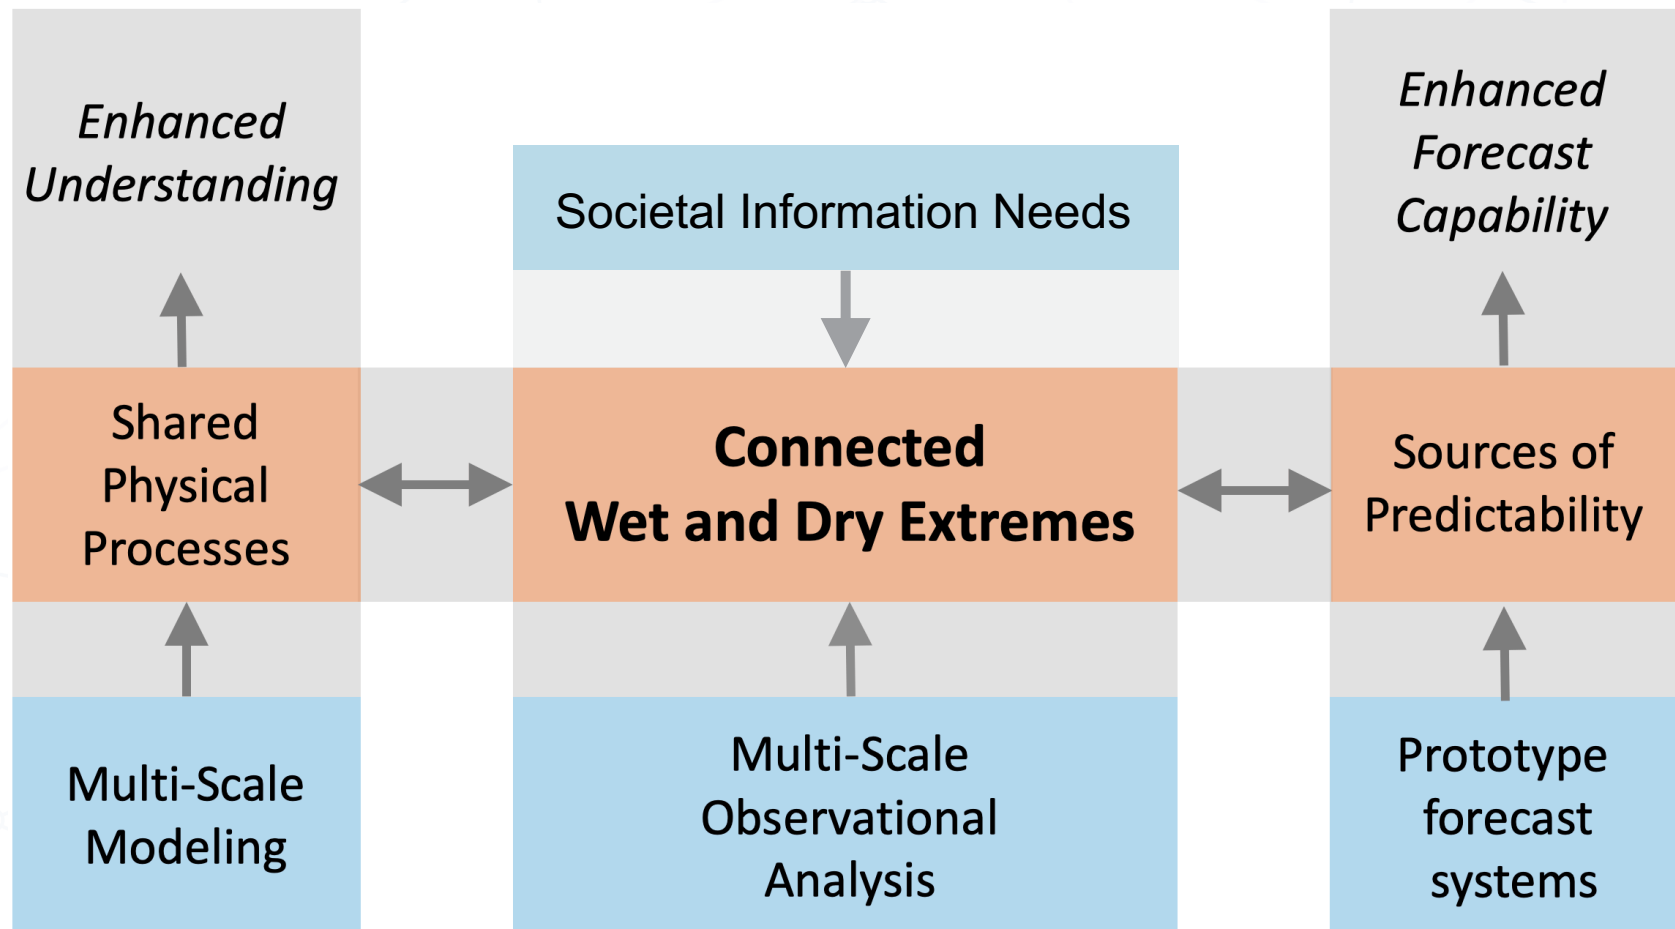 Enhanced
Understanding
Societal Information Needs
Enhanced
Forecast
Capability
Shared
Physical
Processes
Connected
Wet and Dry Extremes
Sources of
Predictability
Multi-Scale
Modeling
Multi-Scale
Observational
Analysis
Prototype
forecast
systems